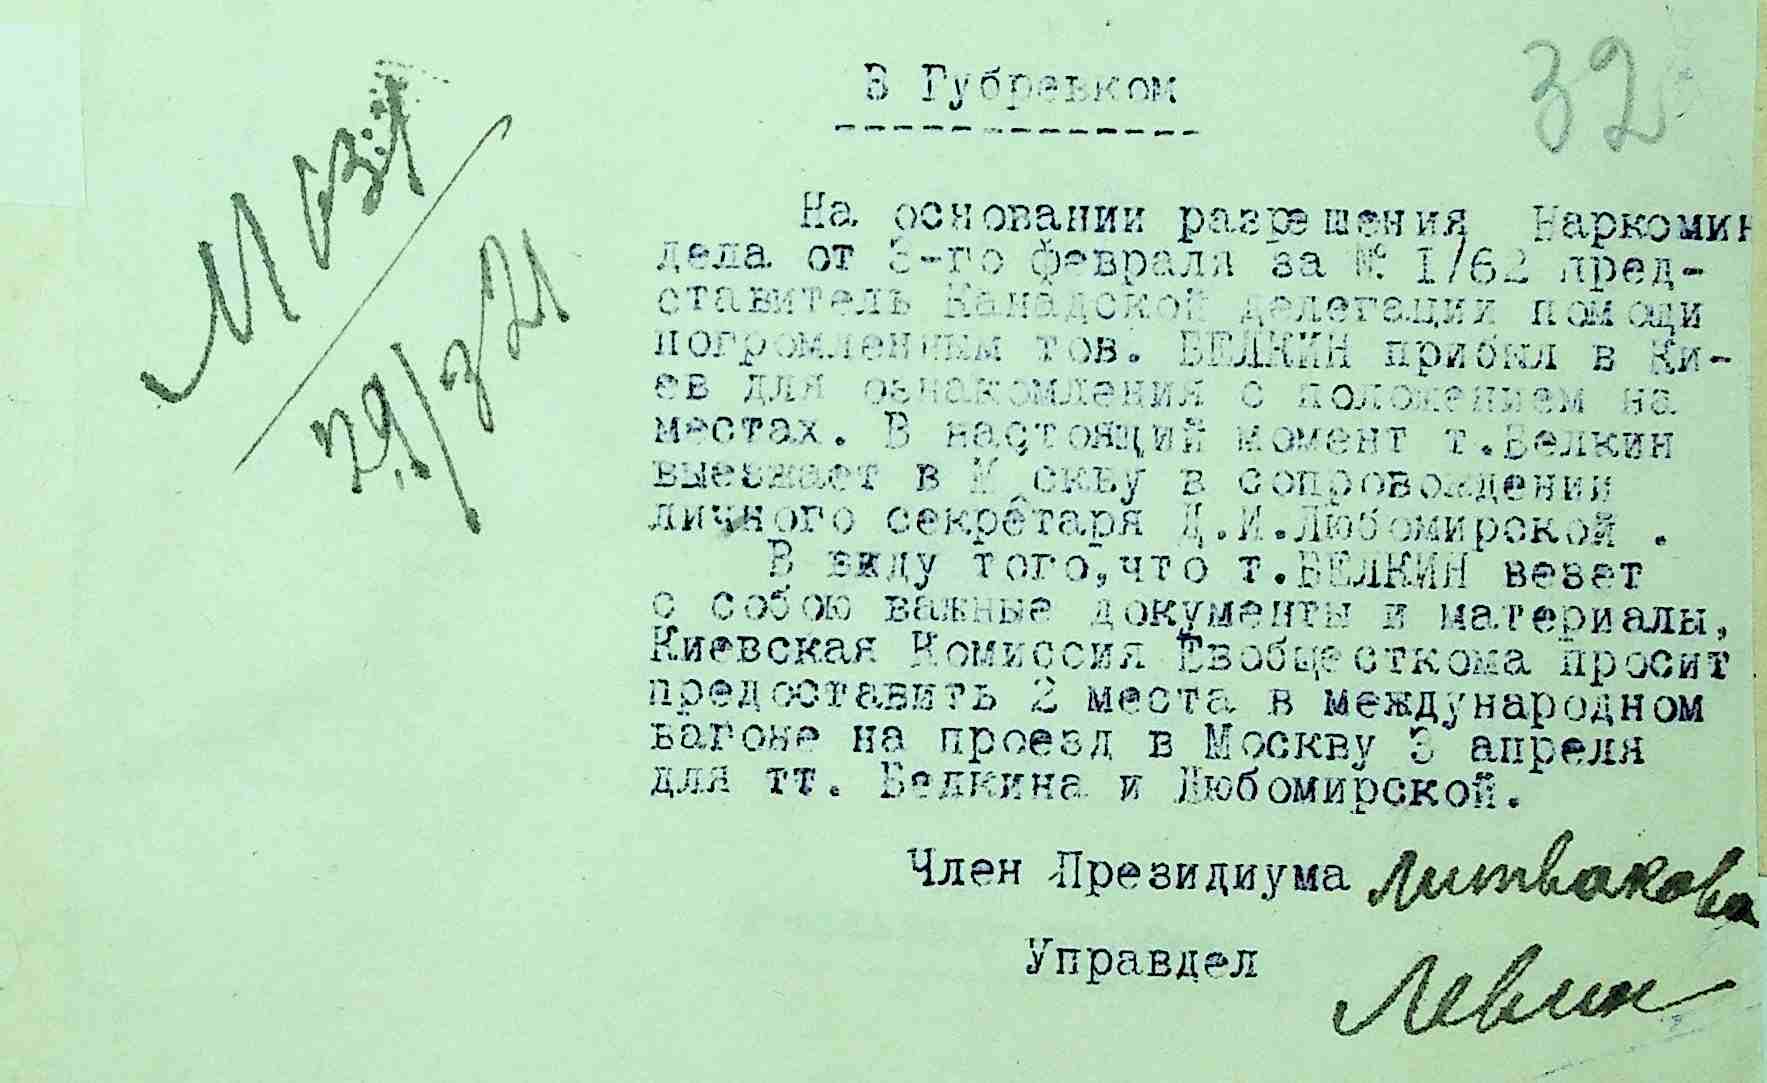 32
В Губревком
На основании разрешения Наркомин
дела от 3-го февраля за № I/62 пред-
ставитель Канадской делегации помощи
погромленным тов. БЕЛКИН прибыл в Ки-
ев для ознакомления с положением на
местах. В настоящий момент т.Белкин
выезжает в М скву в сопровождении
личного секретаря Д.И.Любомирской .
В виду того,что т.БЕЛКИН везет
с собою важные документы и материалы,
Киевская Комиссия Евобщесткома просит
предоставить 2 места в международном
вагоне на проезд в Москву 3 апреля
для тт. Белкина и Любомирской.
Член Президиума Литвакова
Управдел
Левин
29/3 21